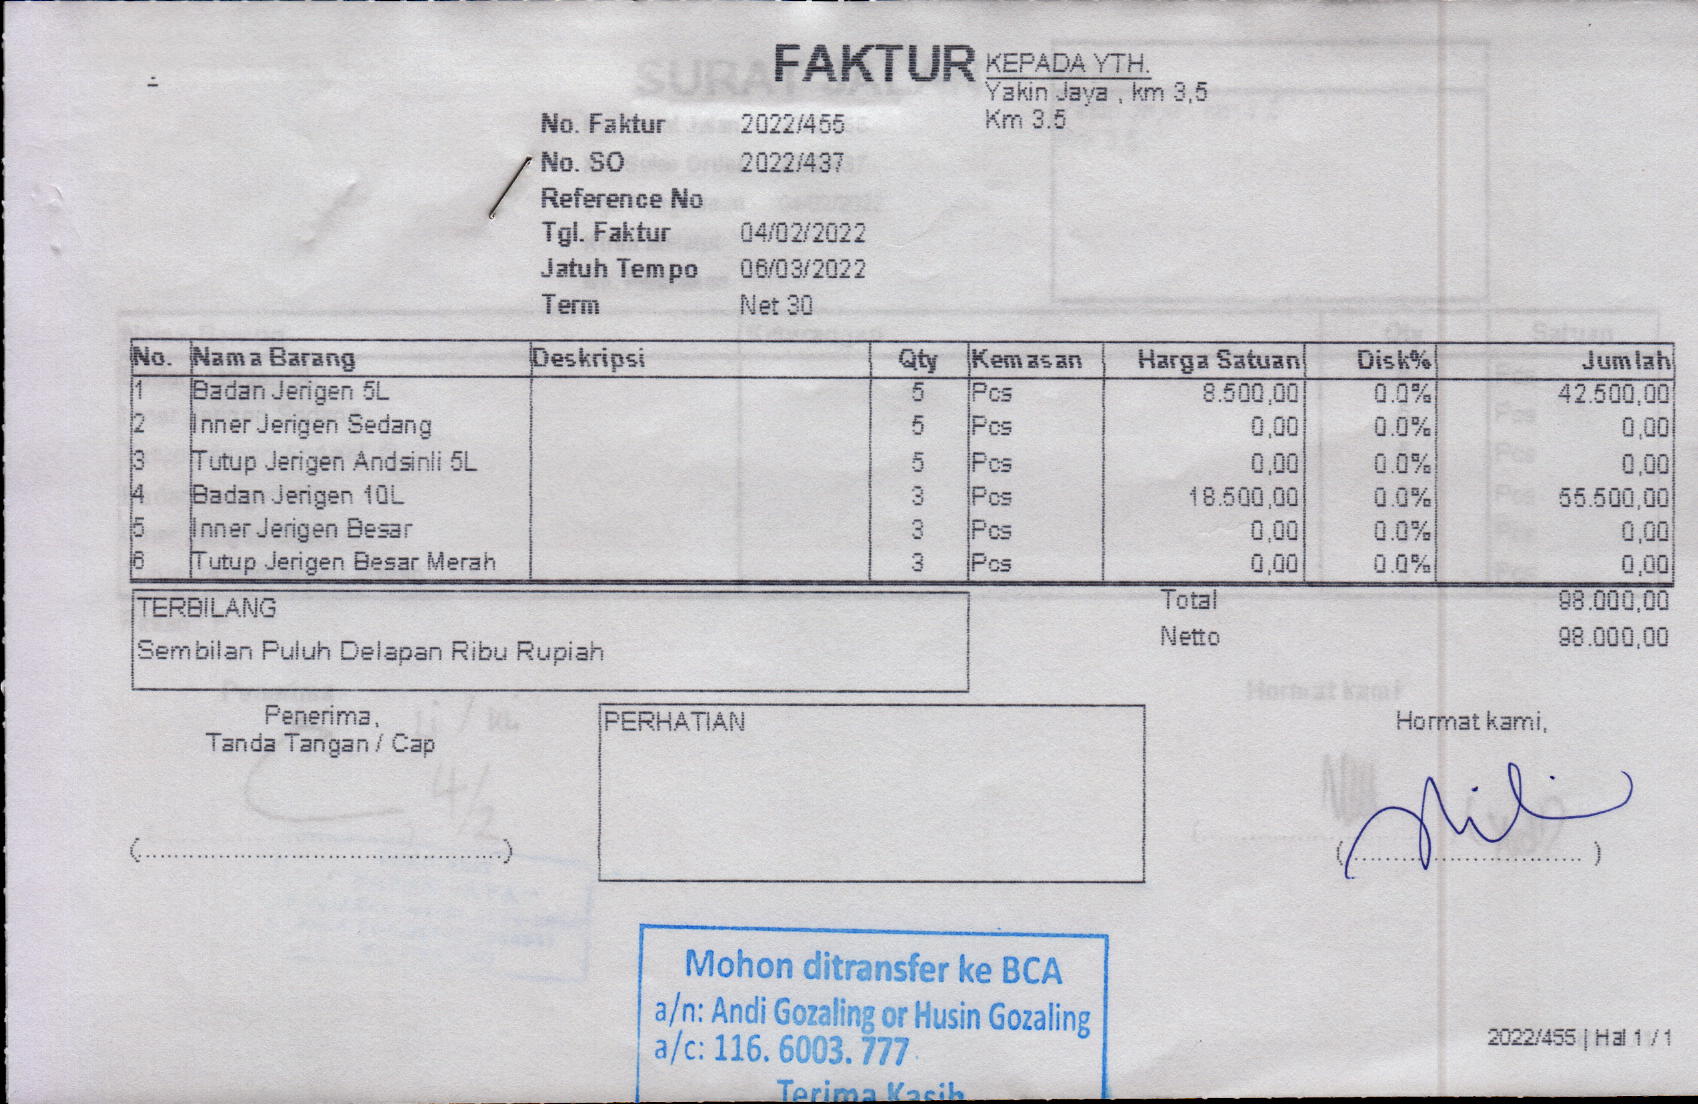 FAKTUR
KEPADA YTH.
Yakin Jaya , km 3,5
Km 3.5
No. Faktur 2022/455
No. SO 2022/437
Reference No
Tgl. Faktur 04/02/2022
Jatuh Tempo 06/03/2022
Term Net 30
No. Nama Barang Deskripsi Qty Kemasan Harga Satuan Disk% Jumlah
1 Badan Jerigen 5L 5 Pcs 8.500,00 0.0% 42.500,00
2 Inner Jerigen Sedang 5 Pcs 0,00 0.0% 0,00
3 Tutup Jerigen Andsinli 5L 5 Pcs 0,00 0.0% 0,00
4 Badan Jerigen 10L 3 Pcs 18.500,00 0.0% 55.500,00
5 Inner Jerigen Besar 3 Pcs 0,00 0.0% 0,00
6 Tutup Jerigen Besar Merah 3 Pcs 0,00 0.0% 0,00
TERBILANG
Sembilan Puluh Delapan Ribu Rupiah
Total 98.000,00
Netto 98.000,00
Penerima,
Tanda Tangan / Cap
(..........)
PERHATIAN
Hormat kami,
(..........)
Mohon ditransfer ke BCA
a/n: Andi Gozaling or Husin Gozaling
a/c: 116. 6003. 777
Terima Kasih
2022/455 | Hal 1 / 1